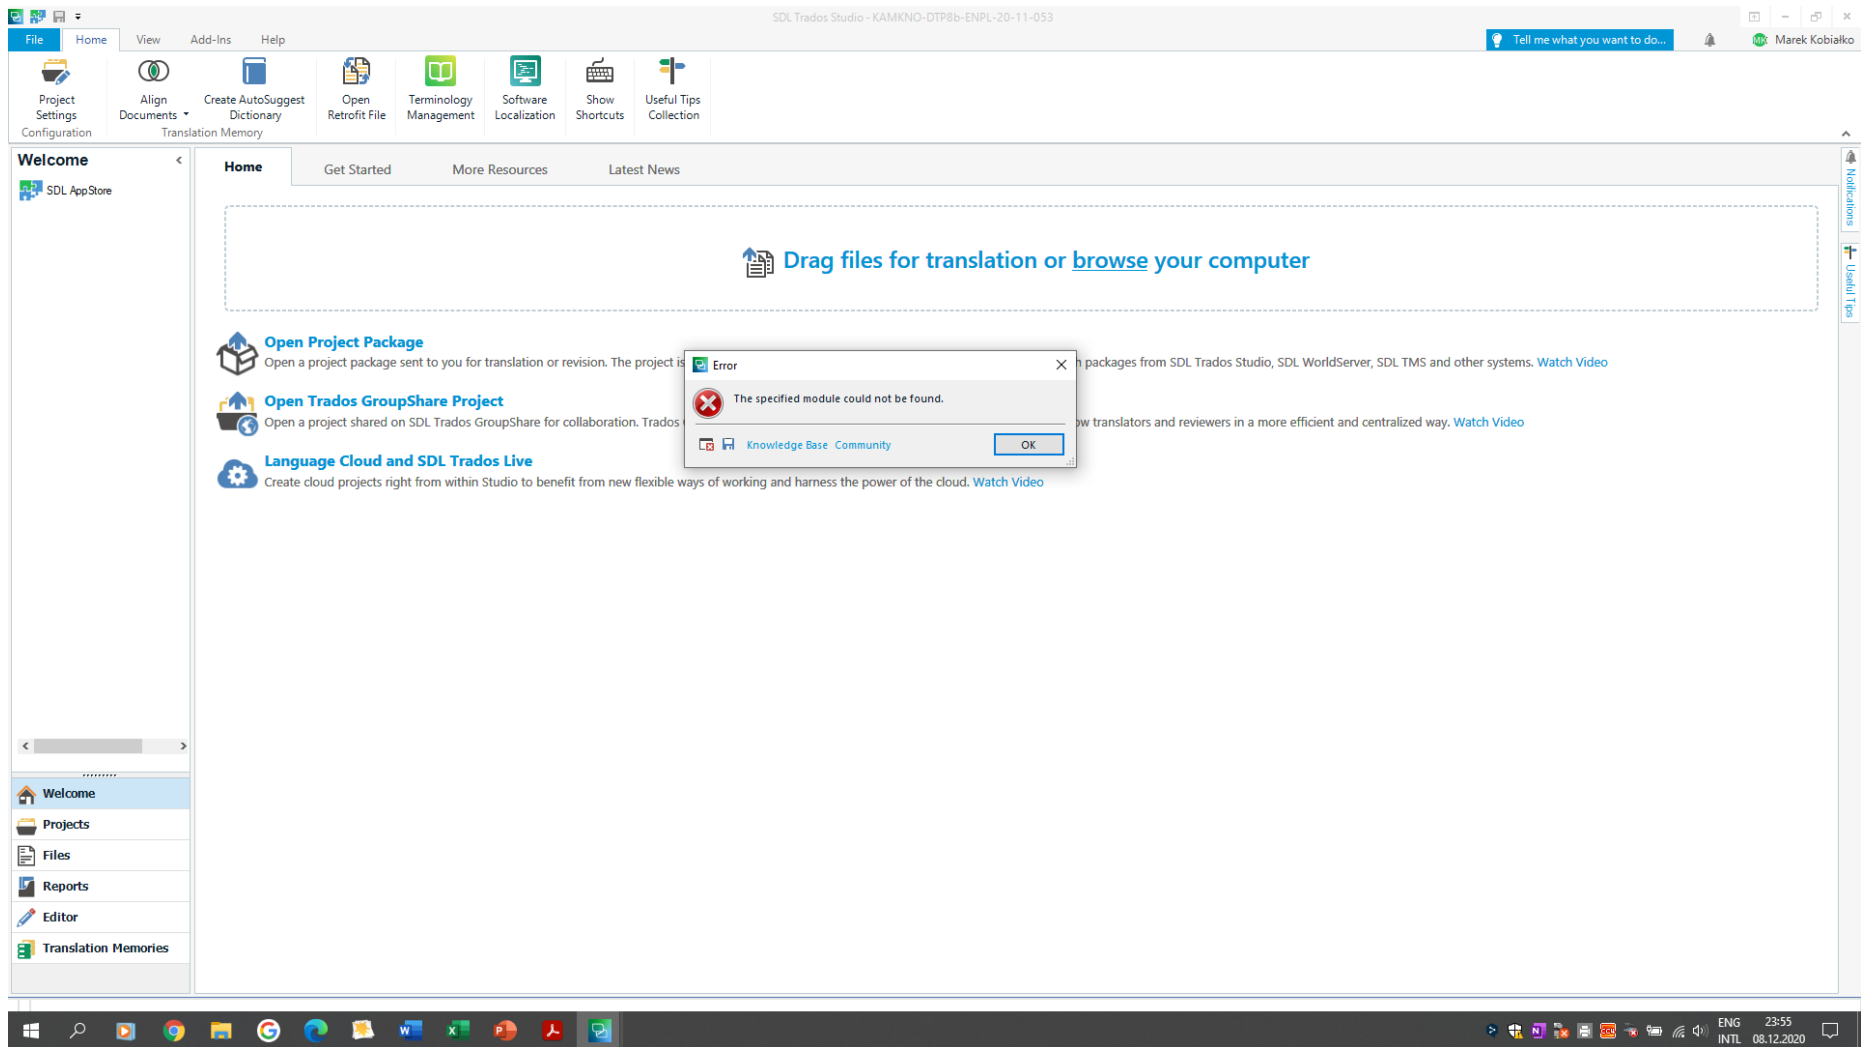 SDL Trados Studio - KAMKNO-DTP8b-ENPL-20-11-053
File Home View Add-Ins Help
Tell me what you want to do...
MK Marek Kobiałko
Project Settings
Align Documents
Create AutoSuggest Dictionary
Open Retrofit File
Terminology Management
Software Localization
Show Shortcuts
Useful Tips Collection
Configuration
Translation Memory
Welcome
SDL AppStore
Home Get Started More Resources Latest News
Drag files for translation or browse your computer
Open Project Package
Open a project package sent to you for translation or revision. The project is
packages from SDL Trados Studio, SDL WorldServer, SDL TMS and other systems. Watch Video
Open Trados GroupShare Project
Open a project shared on SDL Trados GroupShare for collaboration. Trados
translators and reviewers in a more efficient and centralized way. Watch Video
Language Cloud and SDL Trados Live
Create cloud projects right from within Studio to benefit from new flexible ways of working and harness the power of the cloud. Watch Video
Error
The specified module could not be found.
Knowledge Base Community
OK
Notifications
Useful Tips
Welcome
Projects
Files
Reports
Editor
Translation Memories
ENG
INTL
23:55
08.12.2020